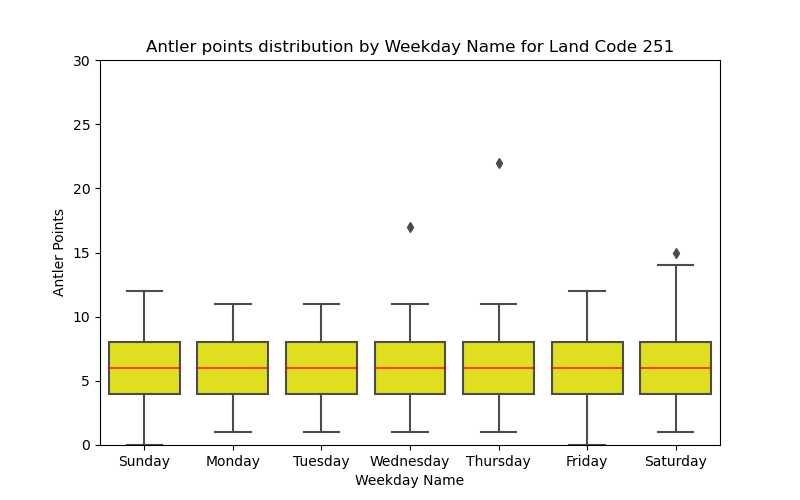 Antler points distribution by Weekday Name for Land Code 251
Antler Points
30
25
20
15
10
5
0
Sunday Monday Tuesday Wednesday Thursday Friday Saturday
Weekday Name